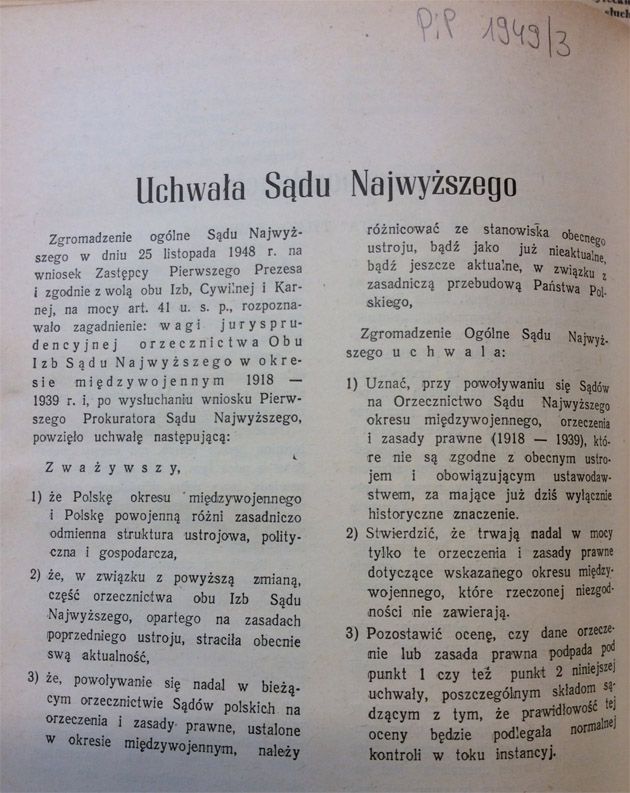 słuch
PiP 1949/3
Uchwała Sądu Najwyższego
Zgromadzenie ogólne Sądu Najwyż-
szego w dniu 25 listopada 1948 r. na
wniosek Zastępcy Pierwszego Prezesa
i zgodnie z wolą obu Izb, Cywilnej i Kar-
nej, na mocy art. 41 u. s. p., rozpozna-
wało zagadnienie: wagi juryspru-
dencyjnej orzecznictwa Obu
Izb Sądu Najwyższego w okre-
sie międzywojennym 1918 —
1939 r. i, po wysłuchaniu wniosku Pierw-
szego Prokuratora Sądu Najwyższego,
powzięło uchwałę następującą:
Zważywszy,
1) że Polskę okresu międzywojennego
i Polskę powojenną różni zasadniczo
odmienna struktura ustrojowa, polity-
czna i gospodarcza,
2) że, w związku z powyższą zmianą,
część orzecznictwa obu Izb Sądu
Najwyższego, opartego na zasadach
poprzedniego ustroju, straciła obecnie
swą aktualność,
3) że, powoływanie się nadal w bieżą-
cym orzecznictwie Sądów polskich na
orzeczenia i zasady prawne, ustalone
w okresie międzywojennym, należy
różnicować ze stanowiska obecnego
ustroju, bądź jako już nieaktualne,
bądź jeszcze aktualne, w związku z
zasadniczą przebudową Państwa Pol-
skiego,
Zgromadzenie Ogólne Sądu Najwyż-
szego uchwala:
1) Uznać, przy powoływaniu się Sądów
na Orzecznictwo Sądu Najwyższego
okresu międzywojennego, orzeczenia
i zasady prawne (1918 — 1939), któ-
re nie są zgodne z obecnym ustro-
jem i obowiązującym ustawodaw-
stwem, za mające już dziś wyłącznie
historyczne znaczenie.
2) Stwierdzić, że trwają nadal w mocy
tylko te orzeczenia i zasady prawne
dotyczące wskazanego okresu między-
wojennego, które rzeczonej niezgod-
ności nie zawierają.
3) Pozostawić ocenę, czy dane orzecze-
nie lub zasada prawna podpada pod
punkt 1 czy też punkt 2 niniejszej
uchwały, poszczególnym składom są-
dzącym z tym, że prawidłowość tej
oceny będzie podlegała normalnej
kontroli w toku instancyj.